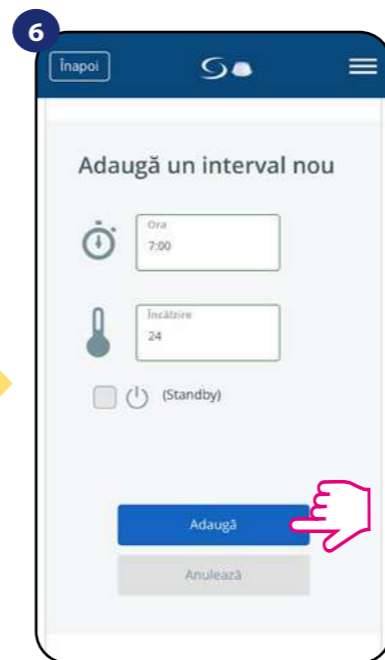 6
Înapoi
Adaugă un interval nou
Ora
7:00
Încălzire
24
(Standby)
Adaugă
Anulează